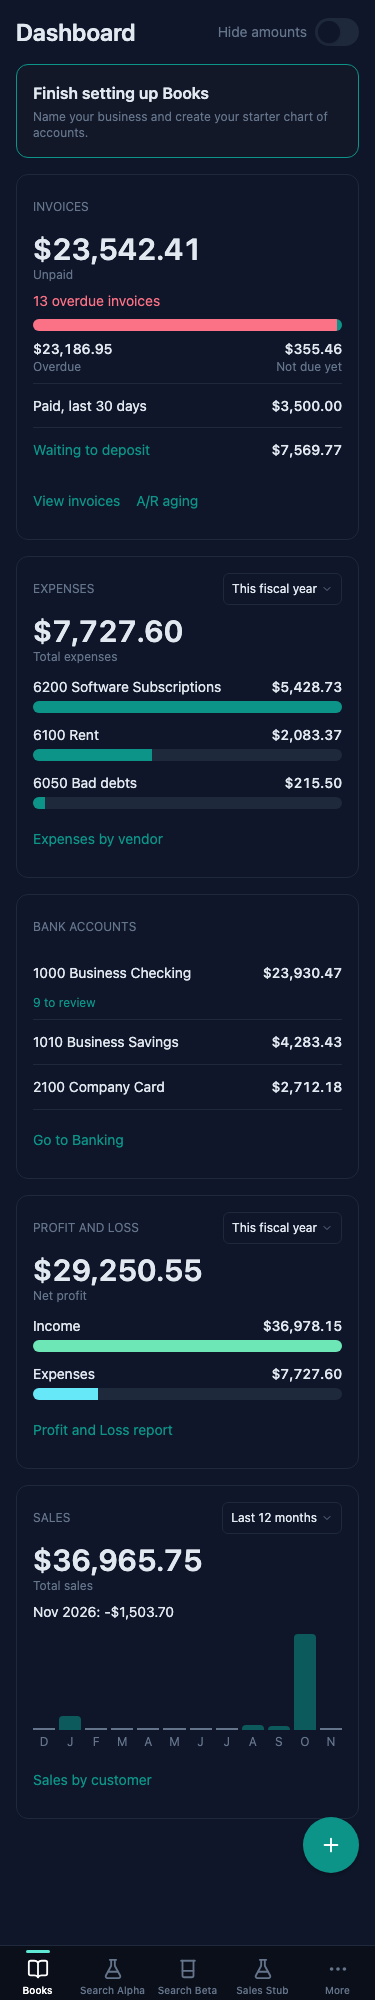 Dashboard
Hide amounts
Finish setting up Books
Name your business and create your starter chart of
accounts.
INVOICES
$23,542.41
Unpaid
13 overdue invoices
$23,186.95 $355.46
Overdue Not due yet
Paid, last 30 days $3,500.00
Waiting to deposit $7,569.77
View invoices A/R aging
EXPENSES This fiscal year
$7,727.60
Total expenses
6200 Software Subscriptions $5,428.73
6100 Rent $2,083.37
6050 Bad debts $215.50
Expenses by vendor
BANK ACCOUNTS
1000 Business Checking $23,930.47
9 to review
1010 Business Savings $4,283.43
2100 Company Card $2,712.18
Go to Banking
PROFIT AND LOSS This fiscal year
$29,250.55
Net profit
Income $36,978.15
Expenses $7,727.60
Profit and Loss report
SALES Last 12 months
$36,965.75
Total sales
Nov 2026: -$1,503.70
D J F M A M J J A S O N
Sales by customer
Books Search Alpha Search Beta Sales Stub More